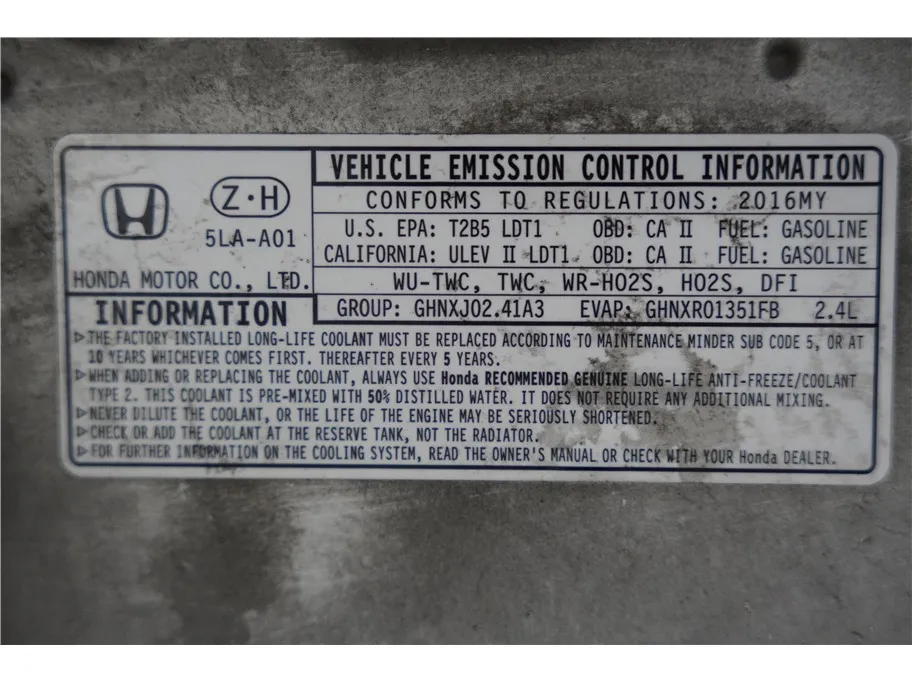 VEHICLE EMISSION CONTROL INFORMATION
Z·H
5LA-A01
HONDA MOTOR CO., LTD.
CONFORMS TO REGULATIONS: 2016MY
U.S. EPA: T2B5 LDT1 OBD: CA II FUEL: GASOLINE
CALIFORNIA: ULEV II LDT1 OBD: CA II FUEL: GASOLINE
WU-TWC, TWC, WR-HO2S, HO2S, DFI
GROUP: GHNXJ02.41A3 EVAP: GHNXR01351FB 2.4L
INFORMATION
▷THE FACTORY INSTALLED LONG-LIFE COOLANT MUST BE REPLACED ACCORDING TO MAINTENANCE MINDER SUB CODE 5, OR AT
10 YEARS WHICHEVER COMES FIRST. THEREAFTER EVERY 5 YEARS.
▷WHEN ADDING OR REPLACING THE COOLANT, ALWAYS USE Honda RECOMMENDED GENUINE LONG-LIFE ANTI-FREEZE/COOLANT
TYPE 2. THIS COOLANT IS PRE-MIXED WITH 50% DISTILLED WATER. IT DOES NOT REQUIRE ANY ADDITIONAL MIXING.
▷NEVER DILUTE THE COOLANT, OR THE LIFE OF THE ENGINE MAY BE SERIOUSLY SHORTENED.
▷CHECK OR ADD THE COOLANT AT THE RESERVE TANK, NOT THE RADIATOR.
▷FOR FURTHER INFORMATION ON THE COOLING SYSTEM, READ THE OWNER'S MANUAL OR CHECK WITH YOUR Honda DEALER.